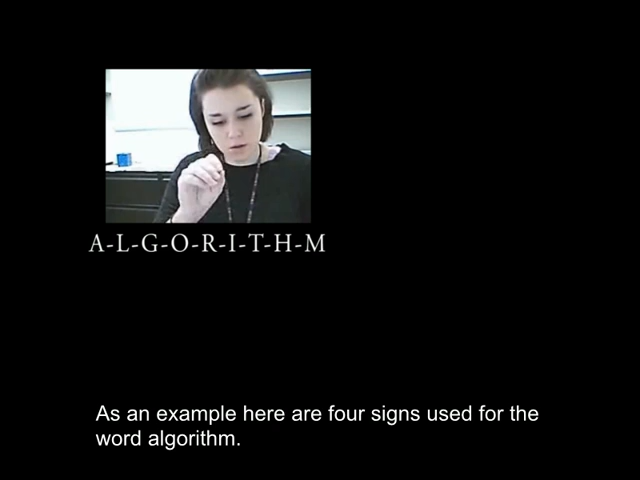 A-L-G-O-R-I-T-H-M
As an example here are four signs used for the
word algorithm.